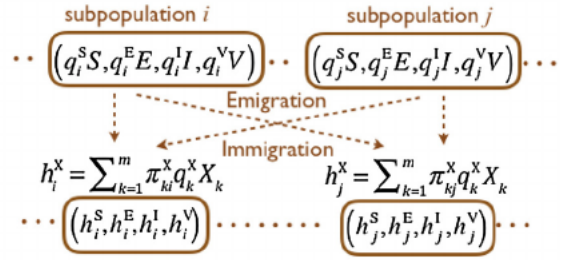 subpopulation i subpopulation j
·· (q_i^S S, q_i^E E, q_i^I I, q_i^V V) ·· (q_j^S S, q_j^E E, q_j^I I, q_j^V V) ···
Emigration
Immigration
h_i^X = ∑_{k=1}^m π_{ki}^X q_k^X X_k h_j^X = ∑_{k=1}^m π_{kj}^X q_k^X X_k
··· (h_i^S, h_i^E, h_i^I, h_i^V) ········ (h_j^S, h_j^E, h_j^I, h_j^V) ···